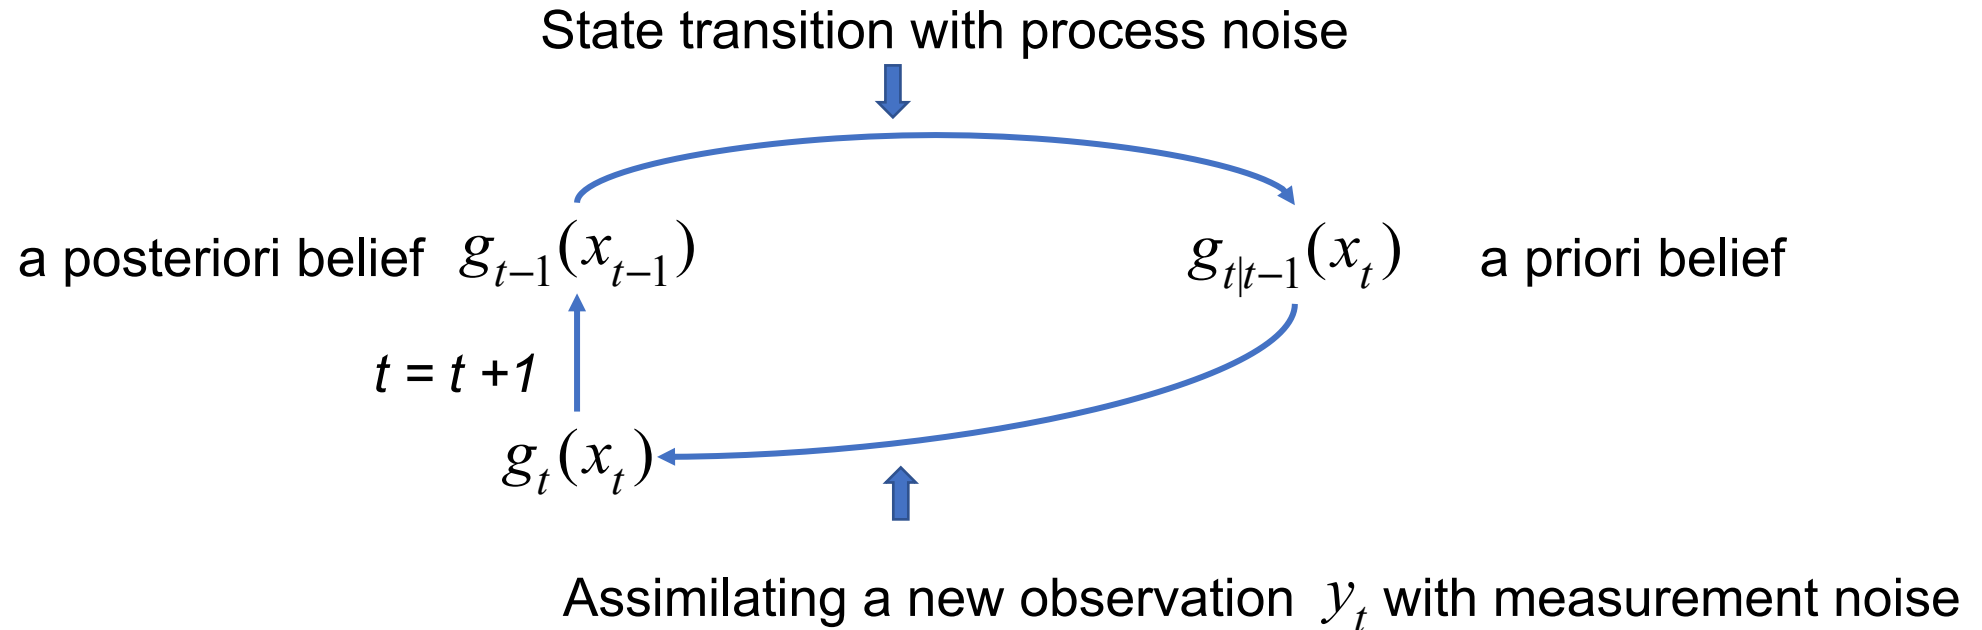 State transition with process noise
a posteriori belief g_{t−1}(x_{t−1})
g_{t|t−1}(x_t) a priori belief
t = t +1
g_t(x_t)
Assimilating a new observation y_t with measurement noise